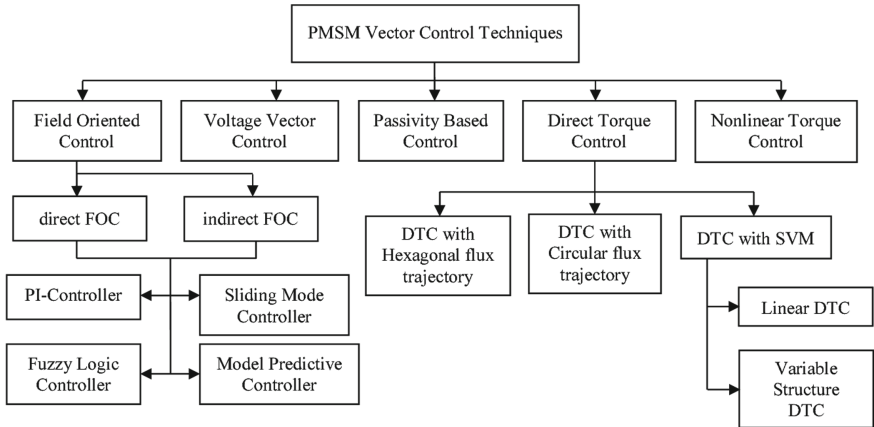 PMSM Vector Control Techniques
Field Oriented
Control
Voltage Vector
Control
Passivity Based
Control
Direct Torque
Control
Nonlinear Torque
Control
direct FOC
indirect FOC
DTC with
Hexagonal flux
trajectory
DTC with
Circular flux
trajectory
DTC with SVM
PI-Controller
Sliding Mode
Controller
Linear DTC
Fuzzy Logic
Controller
Model Predictive
Controller
Variable
Structure
DTC